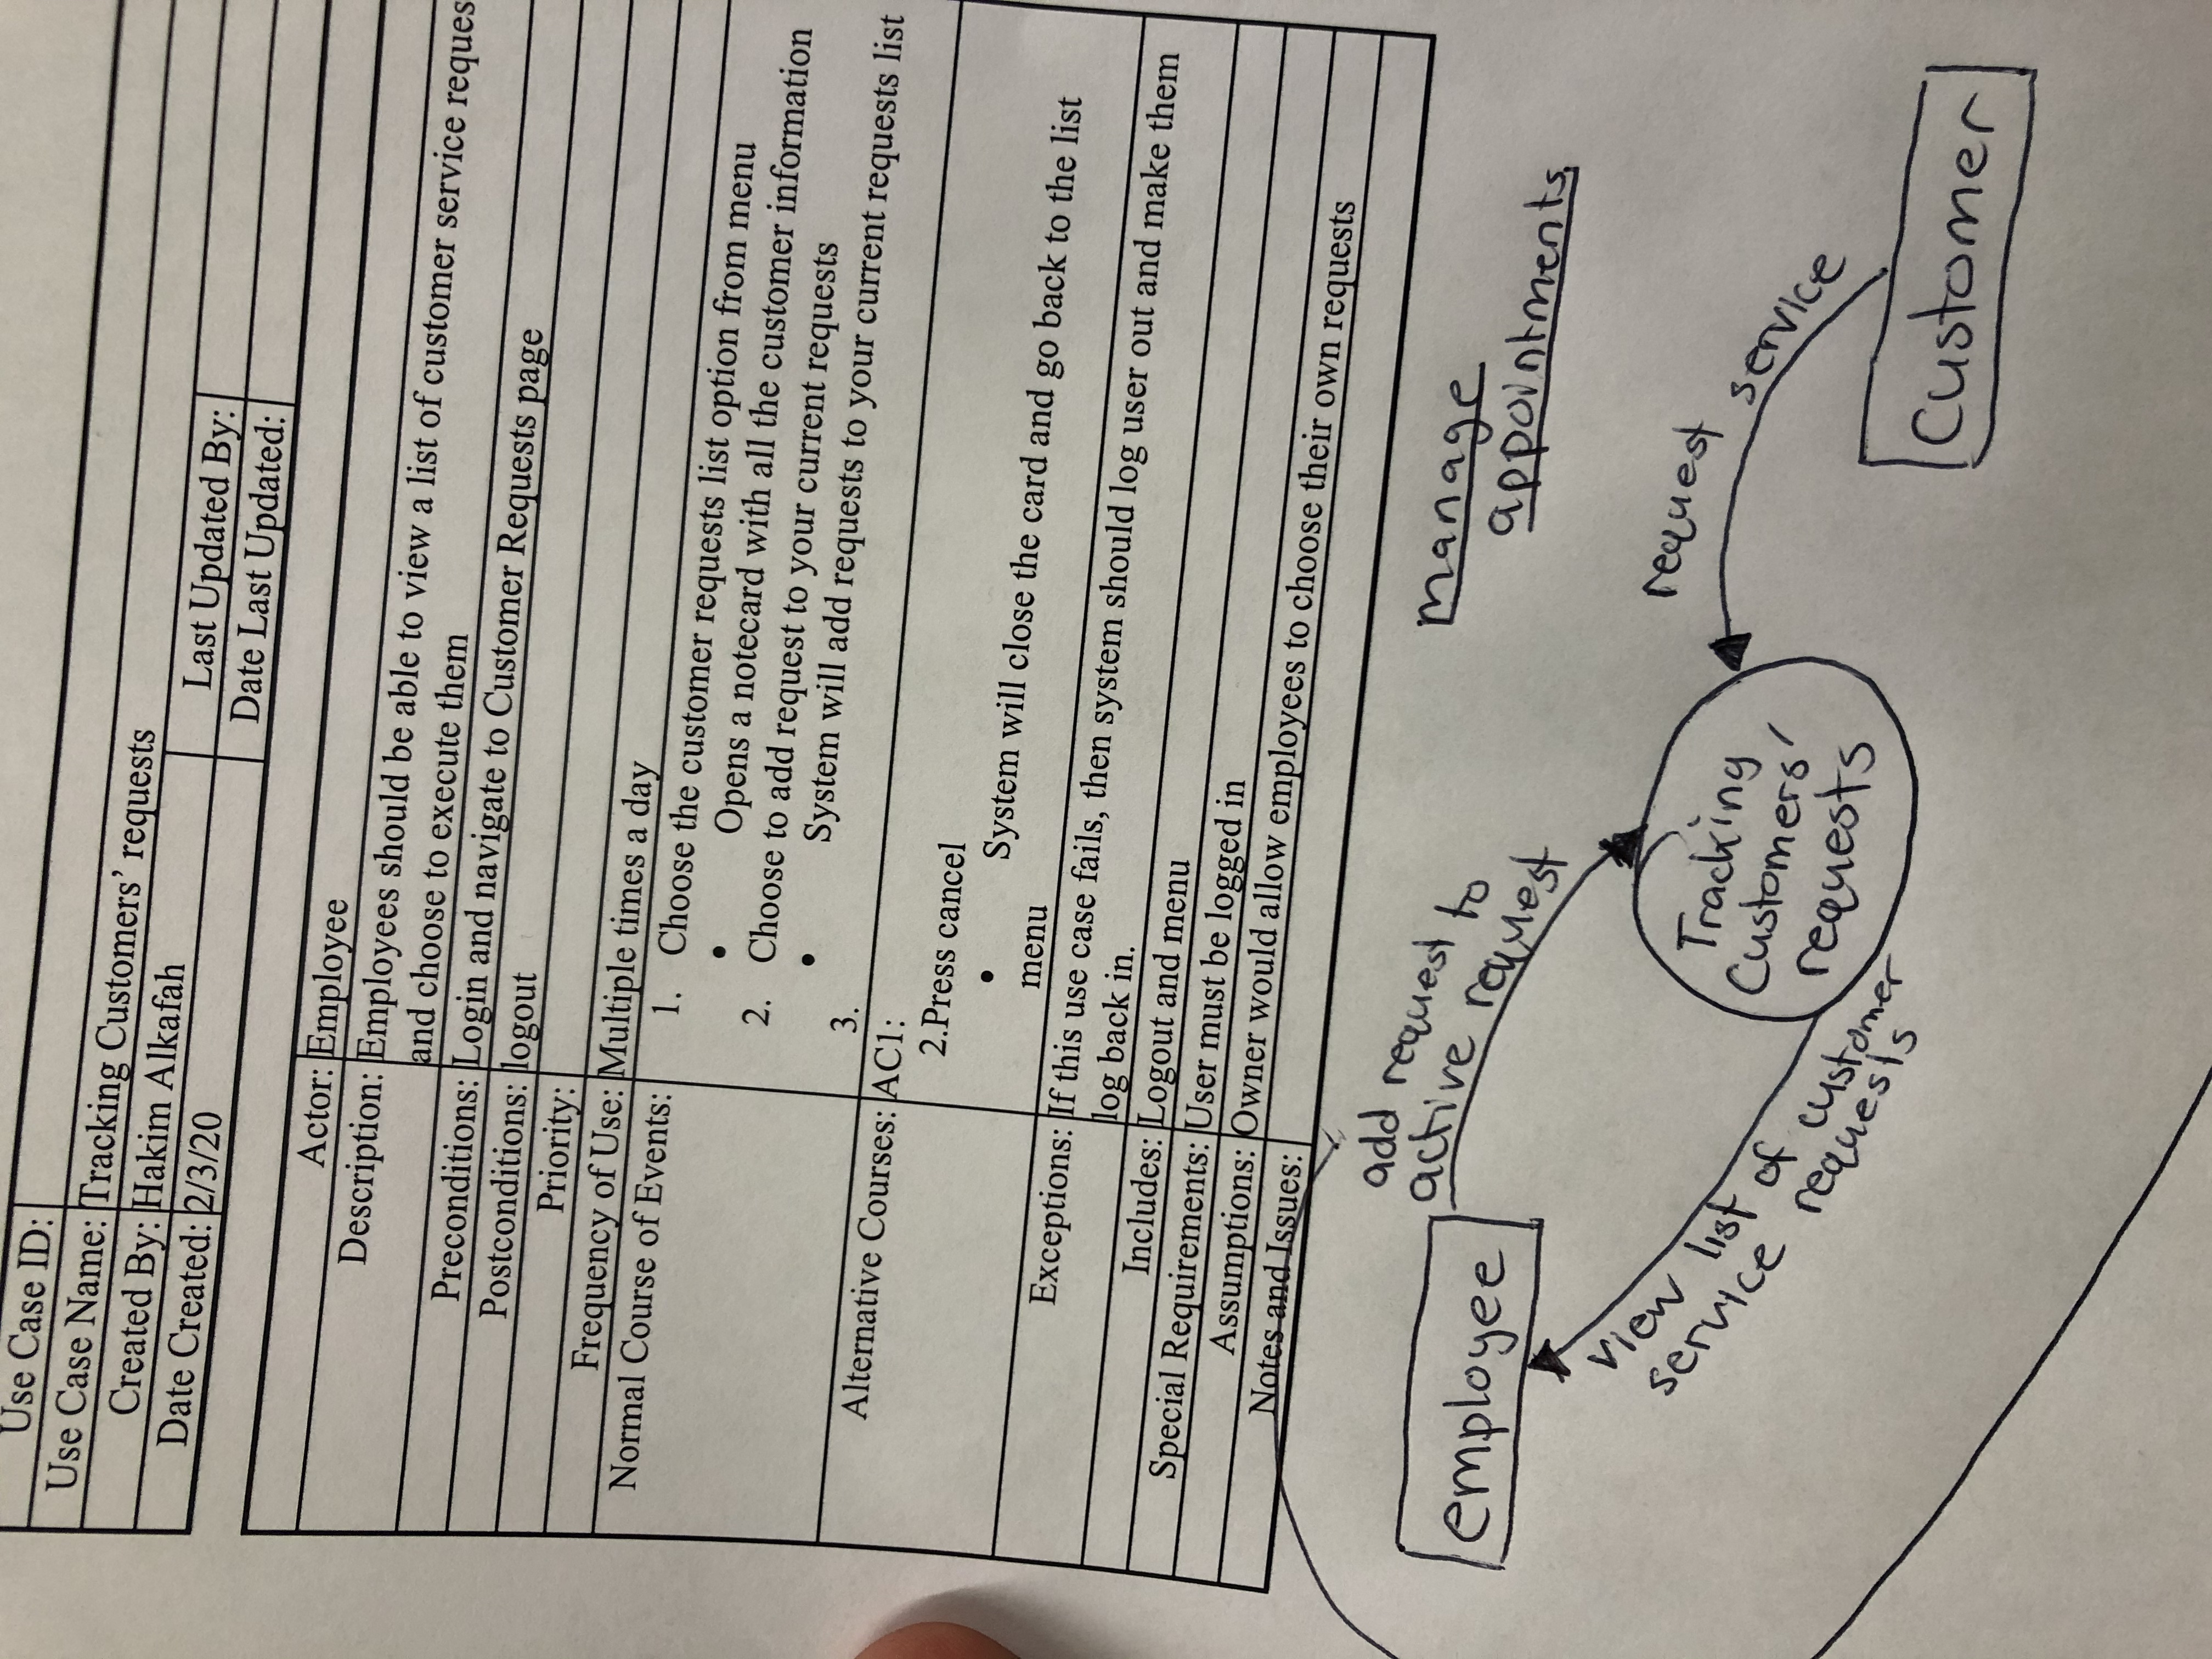 Use Case ID:
Use Case Name: Tracking Customers' requests
Created By: Hakim Alkafah Last Updated By:
Date Created: 2/3/20 Date Last Updated:
Actor: Employee
Description: Employees should be able to view a list of customer service reques
and choose to execute them
Preconditions: Login and navigate to Customer Requests page
Postconditions: logout
Priority:
Frequency of Use: Multiple times a day
Normal Course of Events: 1. Choose the customer requests list option from menu
• Opens a notecard with all the customer information
2. Choose to add request to your current requests
• System will add requests to your current requests list
3.
Alternative Courses: AC1:
2.Press cancel
• System will close the card and go back to the list
menu
Exceptions: If this use case fails, then system should log user out and make them
log back in.
Includes: Logout and menu
Special Requirements: User must be logged in
Assumptions: Owner would allow employees to choose their own requests
Notes and Issues:
add request to
active request
manage
appointments
employee
view list of customer
service requests
Tracking
Customers'
requests
request service
Customer